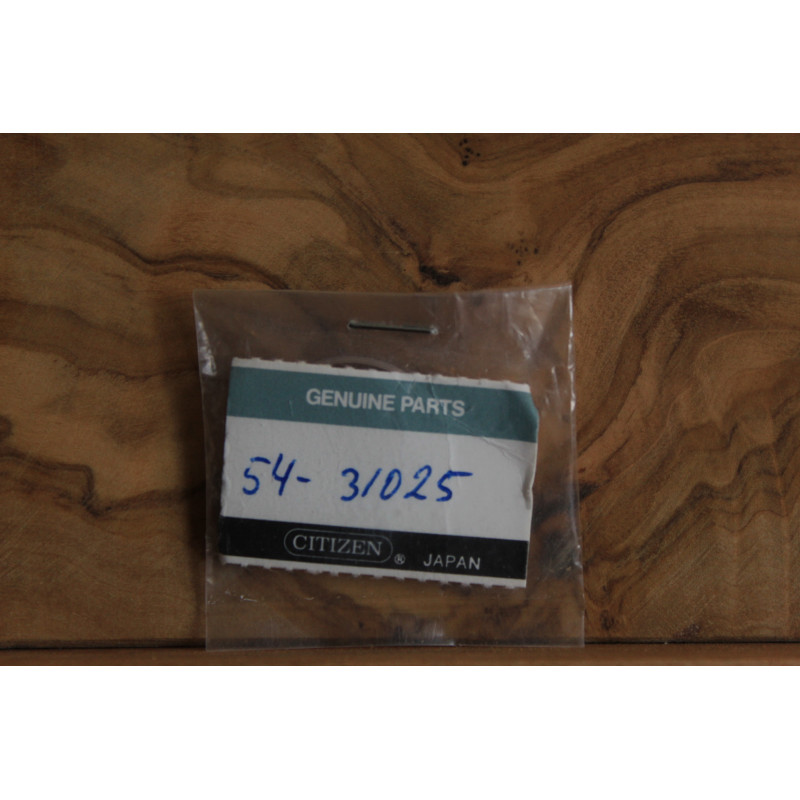 GENUINE PARTS
54- 31025
CITIZEN ® JAPAN